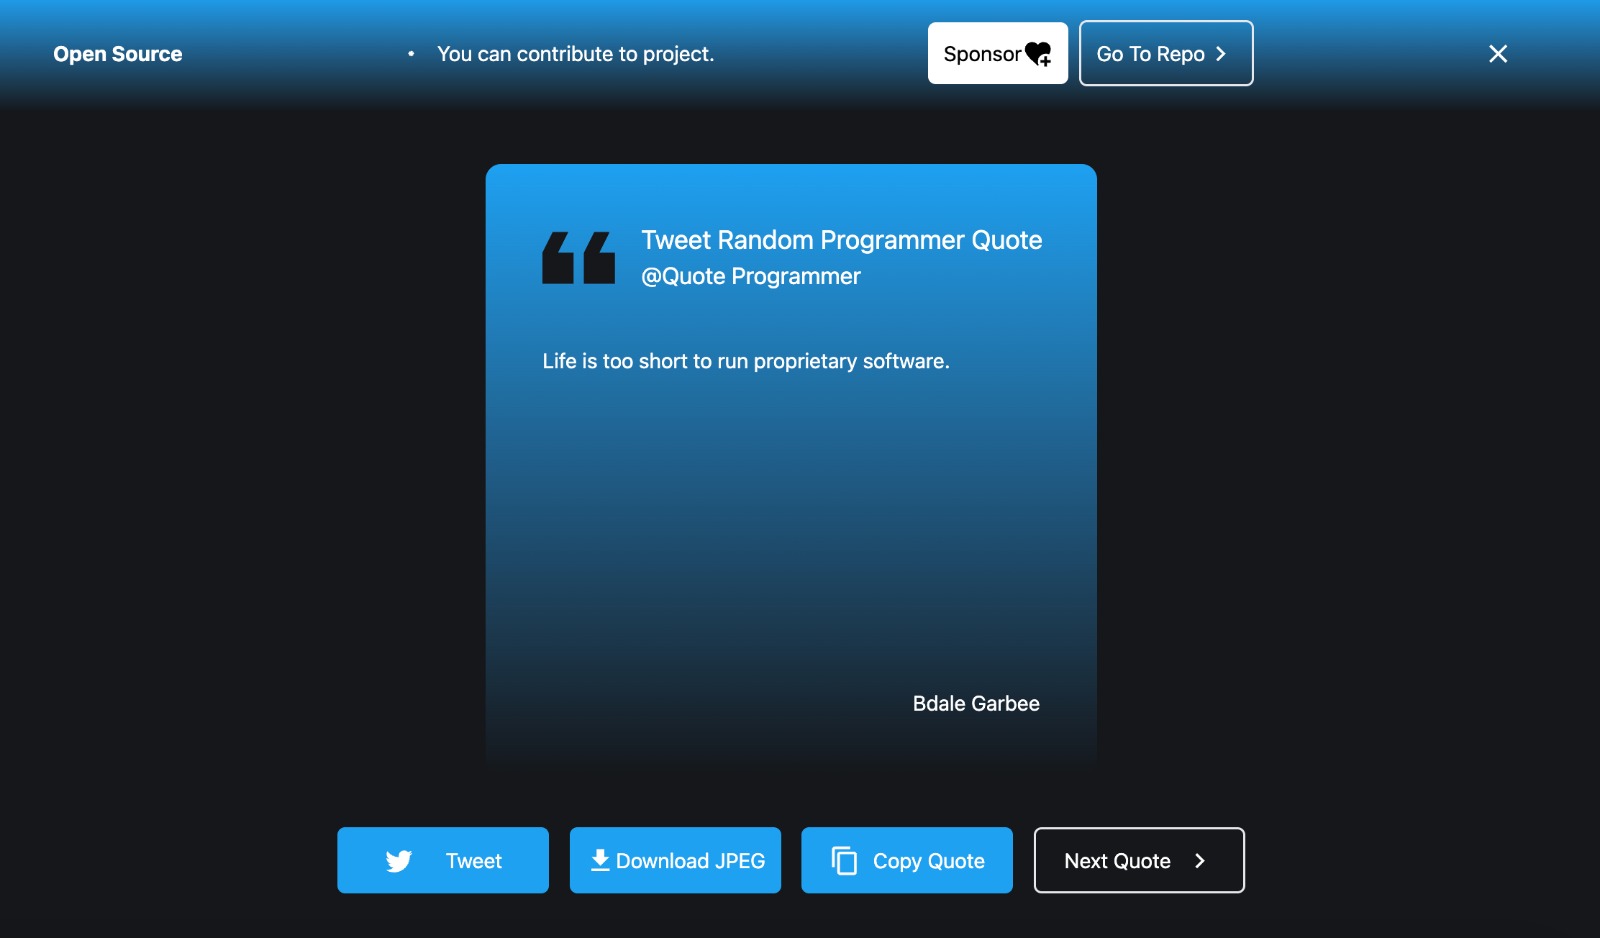 Open Source
• You can contribute to project.
Sponsor
Go To Repo
Tweet Random Programmer Quote
@Quote Programmer
Life is too short to run proprietary software.
Bdale Garbee
Tweet
Download JPEG
Copy Quote
Next Quote